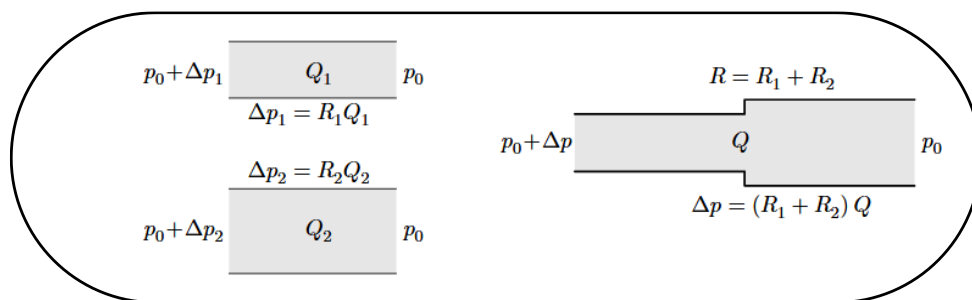 p₀+Δp₁ Q₁ p₀
Δp₁ = R₁Q₁
Δp₂ = R₂Q₂
p₀+Δp₂ Q₂ p₀
R = R₁ + R₂
p₀+Δp Q p₀
Δp = (R₁ + R₂) Q